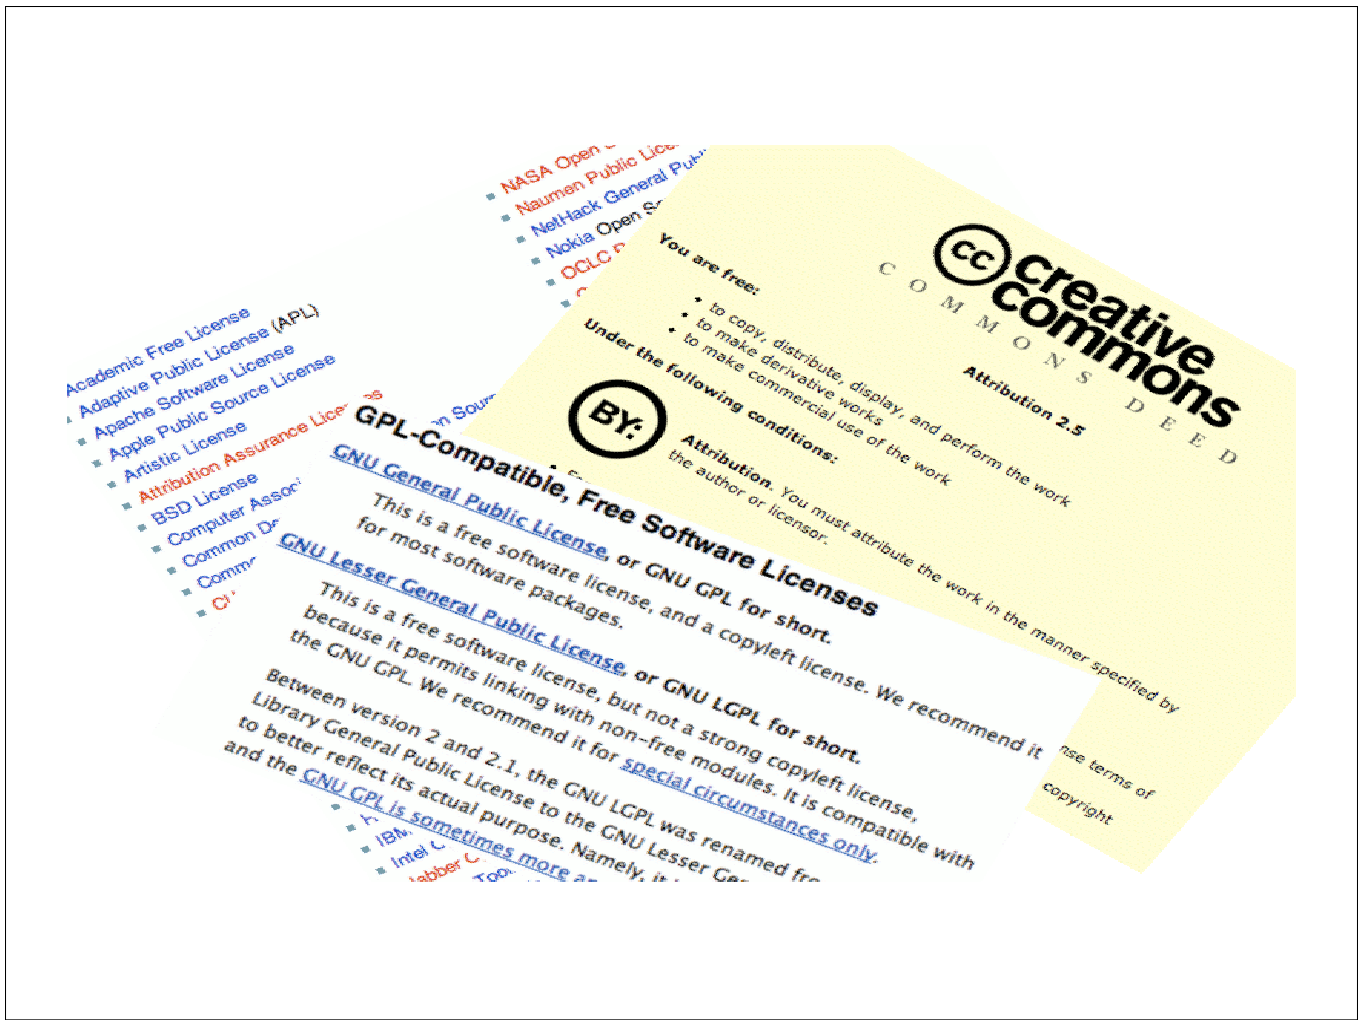 NASA Open
Naumen Public
NetHack General
Nokia Open
OCLC
Academic Free License
Adaptive Public License (APL)
Apache Software License
Apple Public Source License
Artistic License
Attribution Assurance Licenses
BSD License
Computer
Common
IBM
Intel
cc creative
commons
COMMONS DEED
Attribution 2.5
You are free:
• to copy, distribute, display, and perform the work
• to make derivative works
• to make commercial use of the work
Under the following conditions:
BY:
Attribution. You must attribute the work in the manner specified by
the author or licensor.
terms of
copyright
GPL-Compatible, Free Software Licenses
GNU General Public License, or GNU GPL for short.
This is a free software license, and a copyleft license. We recommend it
for most software packages.
GNU Lesser General Public License, or GNU LGPL for short.
This is a free software license, but not a strong copyleft license,
because it permits linking with non-free modules. It is compatible with
the GNU GPL. We recommend it for special circumstances only.
Between version 2 and 2.1, the GNU LGPL was renamed
Library General Public License to the GNU Lesser
to better reflect its actual purpose. Namely, it
and the GNU GPL is sometimes more